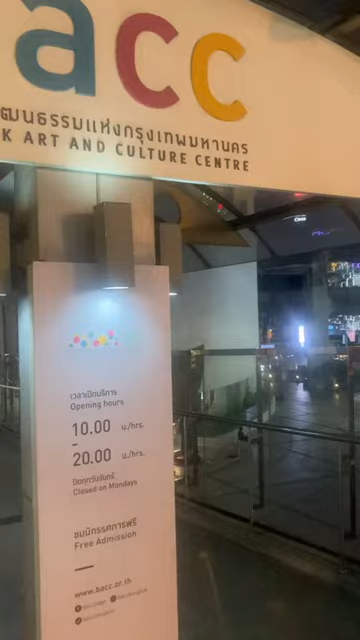 bacc
ฒนธรรมแห่งกรุงเทพมหานคร
K ART AND CULTURE CENTRE
เวลาเปิดบริการ
Opening hours
10.00 น./hrs.
-
20.00 น./hrs.
ปิดทุกวันจันทร์
Closed on Mondays
ชมนิทรรศการฟรี
Free Admission
www.bacc.or.th